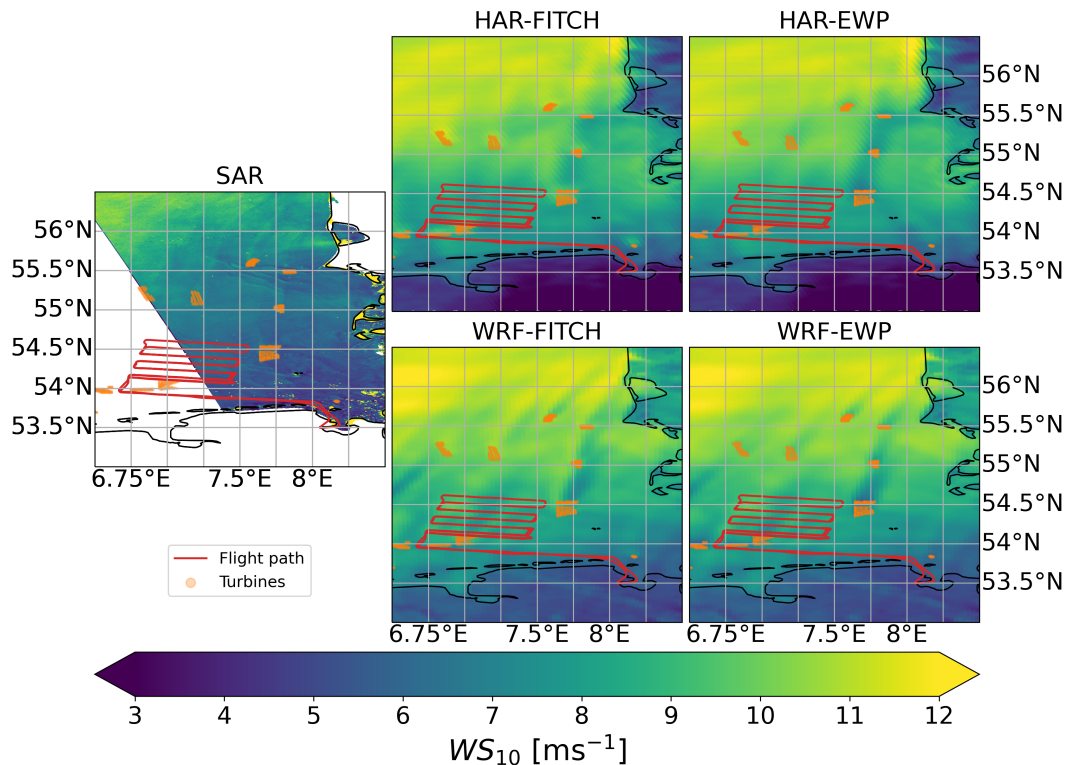 HAR-FITCH
HAR-EWP
56°N
55.5°N
55°N
54.5°N
54°N
53.5°N
SAR
56°N
55.5°N
55°N
54.5°N
54°N
53.5°N
6.75°E
7.5°E
8°E
WRF-FITCH
WRF-EWP
56°N
55.5°N
55°N
54.5°N
54°N
53.5°N
6.75°E
7.5°E
8°E
6.75°E
7.5°E
8°E
Flight path
Turbines
3 4 5 6 7 8 9 10 11 12
WS₁₀ [ms⁻¹]